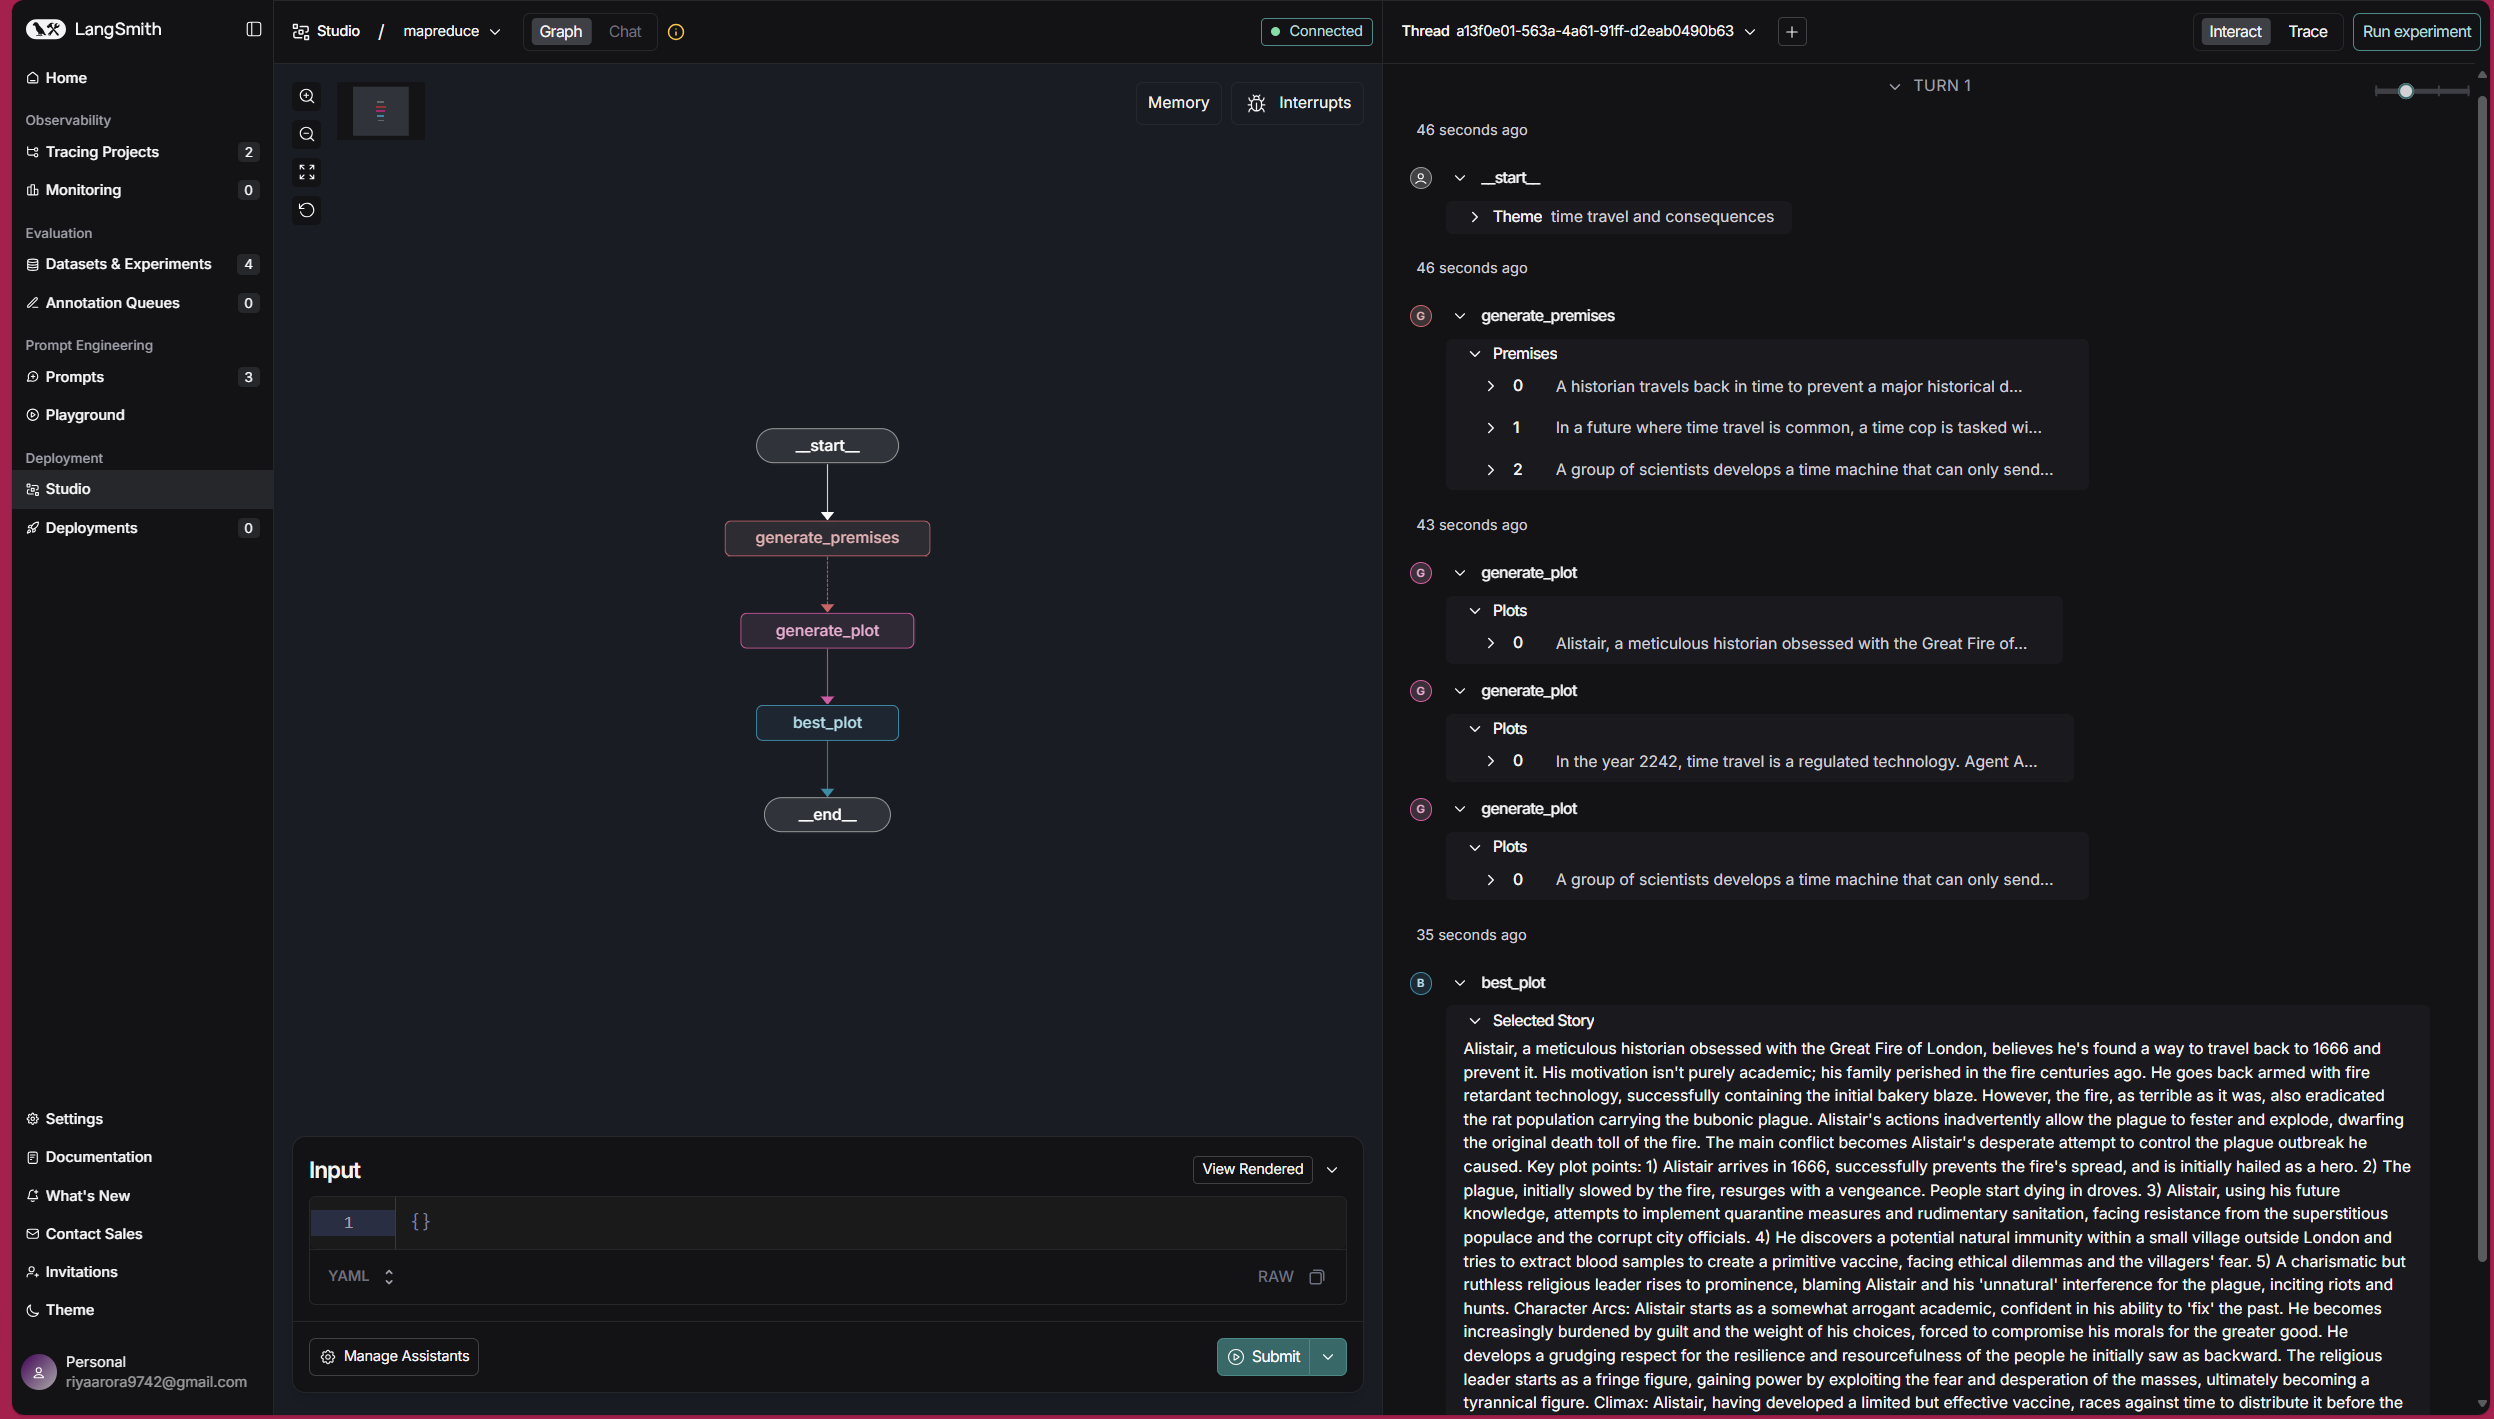 LangSmith
Home
Observability
Tracing Projects 2
Monitoring 0
Evaluation
Datasets & Experiments 4
Annotation Queues 0
Prompt Engineering
Prompts 3
Playground
Deployment
Studio
Deployments 0
Settings
Documentation
What's New
Contact Sales
Invitations
Theme
Personal
riyaarora9742@gmail.com
Studio / mapreduce Graph Chat Connected
Memory Interrupts
__start__
generate_premises
generate_plot
best_plot
__end__
Input View Rendered
1 {}
YAML RAW
Manage Assistants Submit
Thread a13f0e01-563a-4a61-91ff-d2eab0490b63 + Interact Trace Run experiment
TURN 1
46 seconds ago
__start__
Theme time travel and consequences
46 seconds ago
G generate_premises
Premises
0 A historian travels back in time to prevent a major historical d...
1 In a future where time travel is common, a time cop is tasked wi...
2 A group of scientists develops a time machine that can only send...
43 seconds ago
G generate_plot
Plots
0 Alistair, a meticulous historian obsessed with the Great Fire of...
G generate_plot
Plots
0 In the year 2242, time travel is a regulated technology. Agent A...
G generate_plot
Plots
0 A group of scientists develops a time machine that can only send...
35 seconds ago
B best_plot
Selected Story
Alistair, a meticulous historian obsessed with the Great Fire of London, believes he's found a way to travel back to 1666 and
prevent it. His motivation isn't purely academic; his family perished in the fire centuries ago. He goes back armed with fire
retardant technology, successfully containing the initial bakery blaze. However, the fire, as terrible as it was, also eradicated
the rat population carrying the bubonic plague. Alistair's actions inadvertently allow the plague to fester and explode, dwarfing
the original death toll of the fire. The main conflict becomes Alistair's desperate attempt to control the plague outbreak he
caused. Key plot points: 1) Alistair arrives in 1666, successfully prevents the fire's spread, and is initially hailed as a hero. 2) The
plague, initially slowed by the fire, resurges with a vengeance. People start dying in droves. 3) Alistair, using his future
knowledge, attempts to implement quarantine measures and rudimentary sanitation, facing resistance from the superstitious
populace and the corrupt city officials. 4) He discovers a potential natural immunity within a small village outside London and
tries to extract blood samples to create a primitive vaccine, facing ethical dilemmas and the villagers' fear. 5) A charismatic but
ruthless religious leader rises to prominence, blaming Alistair and his 'unnatural' interference for the plague, inciting riots and
hunts. Character Arcs: Alistair starts as a somewhat arrogant academic, confident in his ability to 'fix' the past. He becomes
increasingly burdened by guilt and the weight of his choices, forced to compromise his morals for the greater good. He
develops a grudging respect for the resilience and resourcefulness of the people he initially saw as backward. The religious
leader starts as a fringe figure, gaining power by exploiting the fear and desperation of the masses, ultimately becoming a
tyrannical figure. Climax: Alistair, having developed a limited but effective vaccine, races against time to distribute it before the